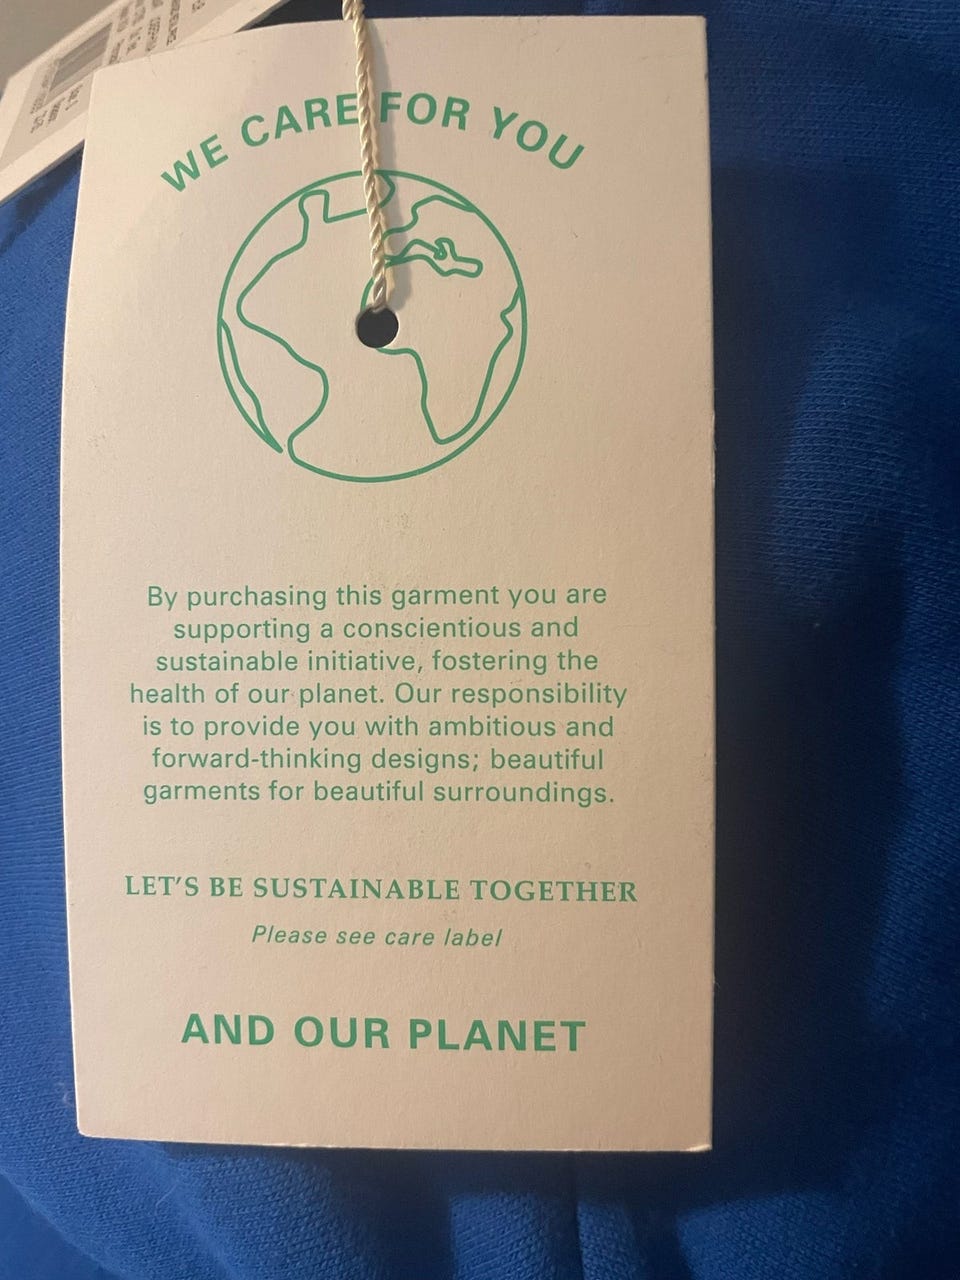 WE CARE FOR YOU
By purchasing this garment you are
supporting a conscientious and
sustainable initiative, fostering the
health of our planet. Our responsibility
is to provide you with ambitious and
forward-thinking designs; beautiful
garments for beautiful surroundings.
LET'S BE SUSTAINABLE TOGETHER
Please see care label
AND OUR PLANET